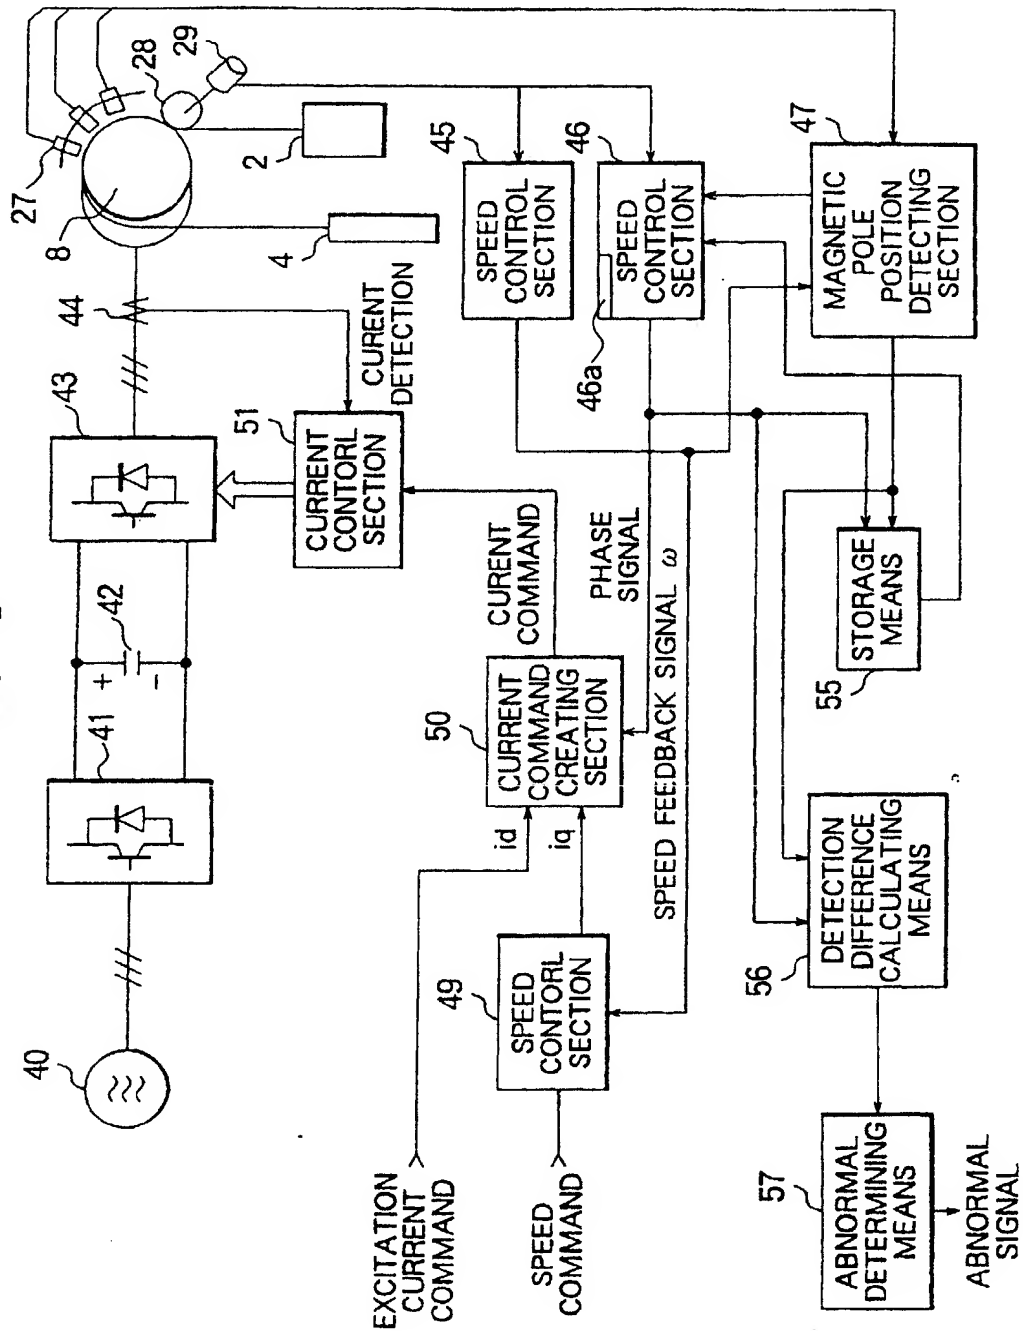 40
41
+
-
42
43
44
8
27
28
29
4
2
EXCITATION
CURRENT
COMMAND
SPEED
COMMAND
49
SPEED
CONTORL
SECTION
id
iq
50
CURRENT
COMMAND
CREATING
SECTION
CURENT
COMMAND
51
CURRENT
CONTORL
SECTION
CURENT
DETECTION
45
SPEED
CONTROL
SECTION
46
SPEED
CONTROL
SECTION
46a
47
MAGNETIC
POLE
POSITION
DETECTING
SECTION
PHASE
SIGNAL
SPEED FEEDBACK SIGNAL ω
55
STORAGE
MEANS
56
DETECTION
DIFFERENCE
CALCULATING
MEANS
57
ABNORMAL
DETERMINING
MEANS
ABNORMAL
SIGNAL